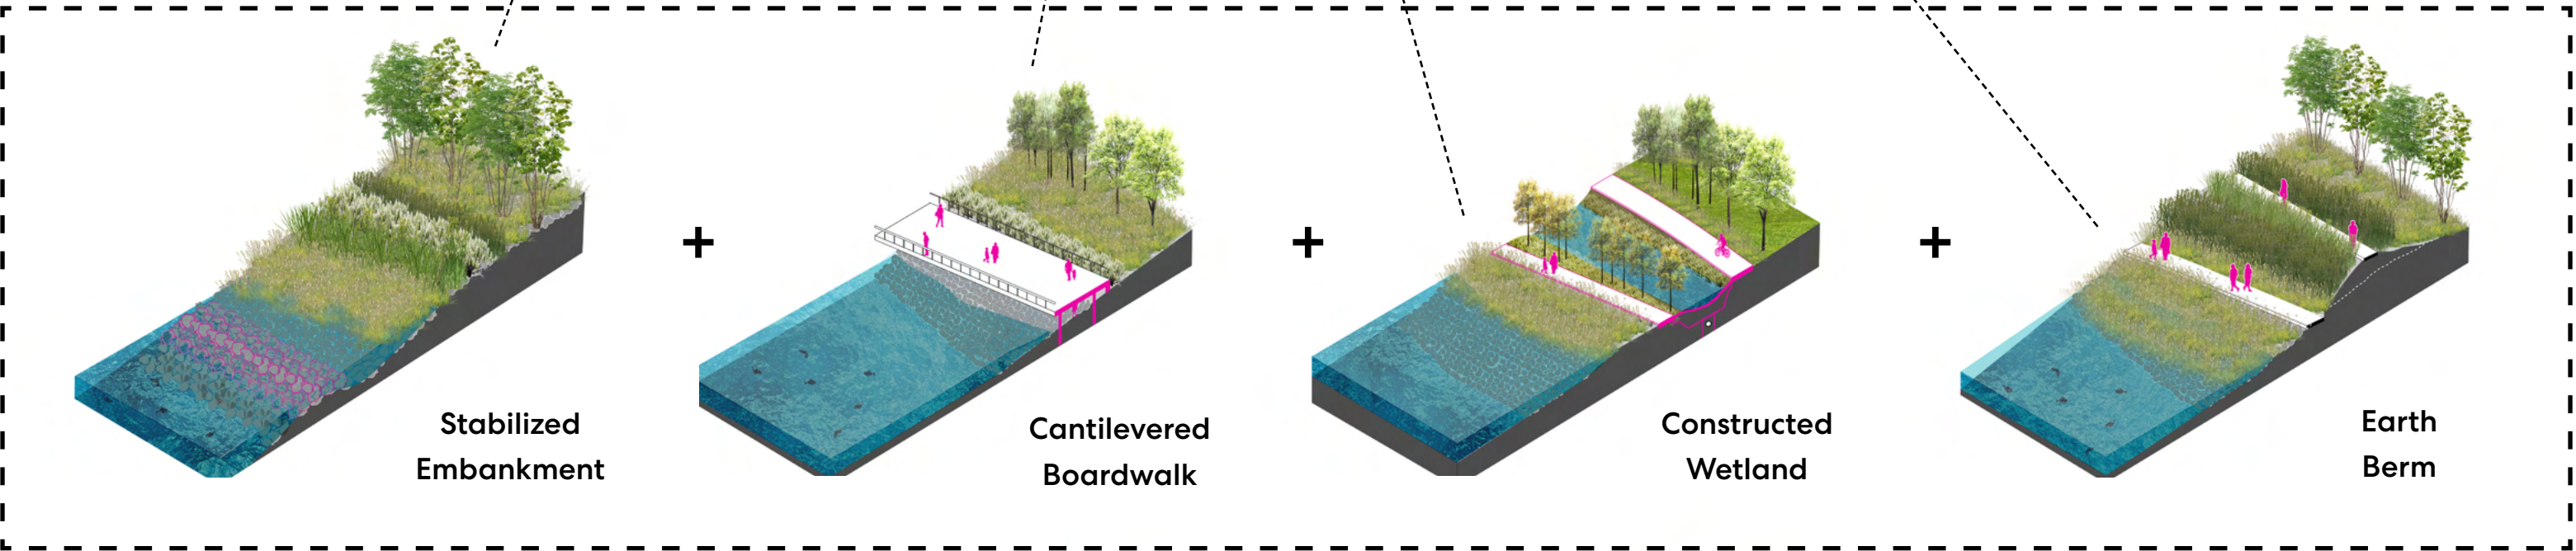 Stabilized
Embankment
+
Cantilevered
Boardwalk
+
Constructed
Wetland
+
Earth
Berm